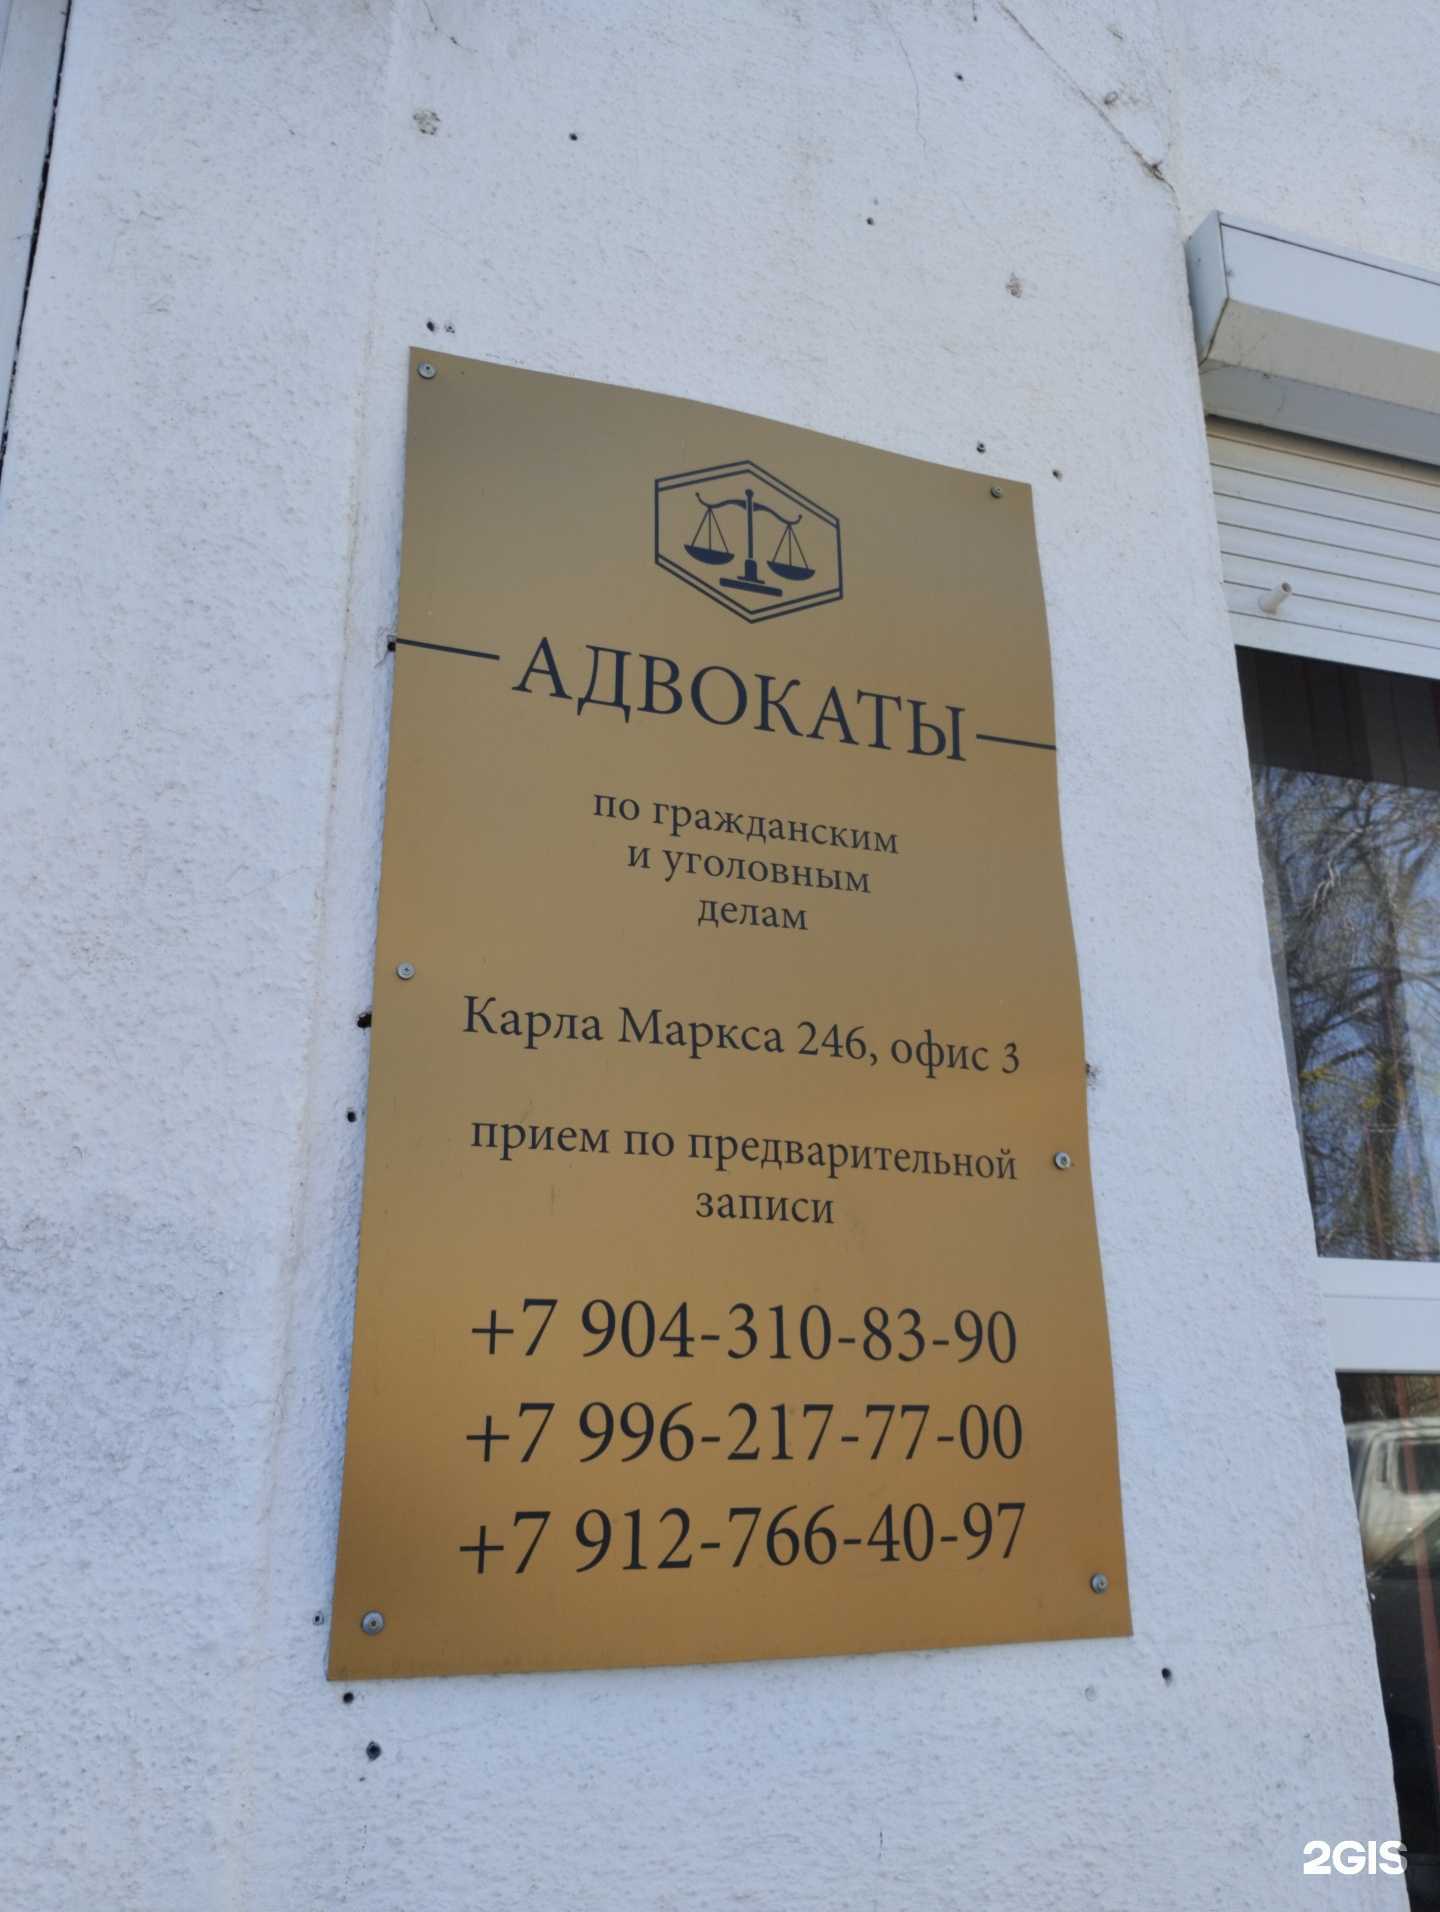 АДВОКАТЫ
по гражданским
и уголовным
делам
Карла Маркса 246, офис 3
прием по предварительной
записи
+7 904-310-83-90
+7 996-217-77-00
+7 912-766-40-97
2GIS